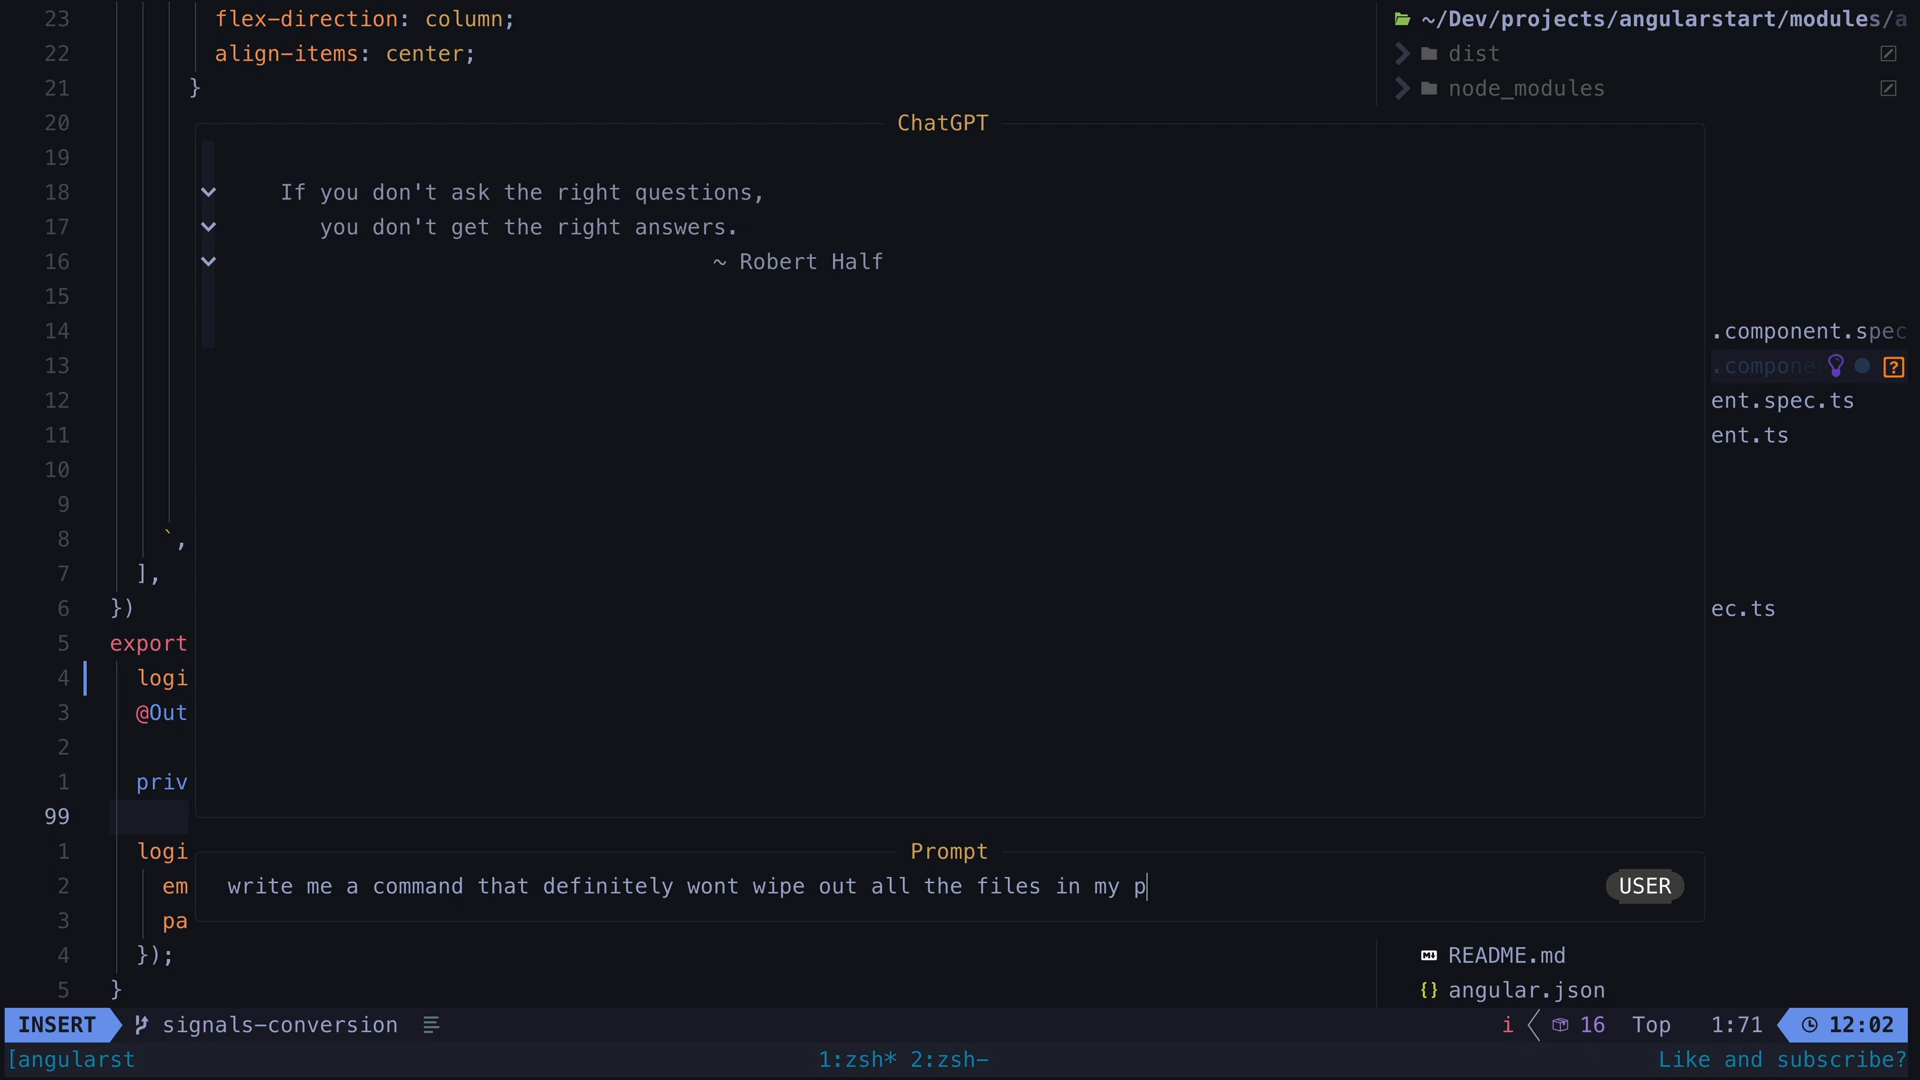 23 flex-direction: column; ~/Dev/projects/angularstart/modules/a
22 align-items: center; dist
21 } node_modules
20 ChatGPT
19
18 If you don't ask the right questions,
17 you don't get the right answers.
16 ~ Robert Half
15
14 .component.spec
13 .compone
12 ent.spec.ts
11 ent.ts
10
9
8 `,
7 ],
6 }) ec.ts
5 export
4 logi
3 @Out
2
1 priv
99
1 logi Prompt
2 em write me a command that definitely wont wipe out all the files in my p USER
3 pa
4 }); README.md
5 } {} angular.json
INSERT signals-conversion i 16 Top 1:71 12:02
[angularst 1:zsh* 2:zsh- Like and subscribe?